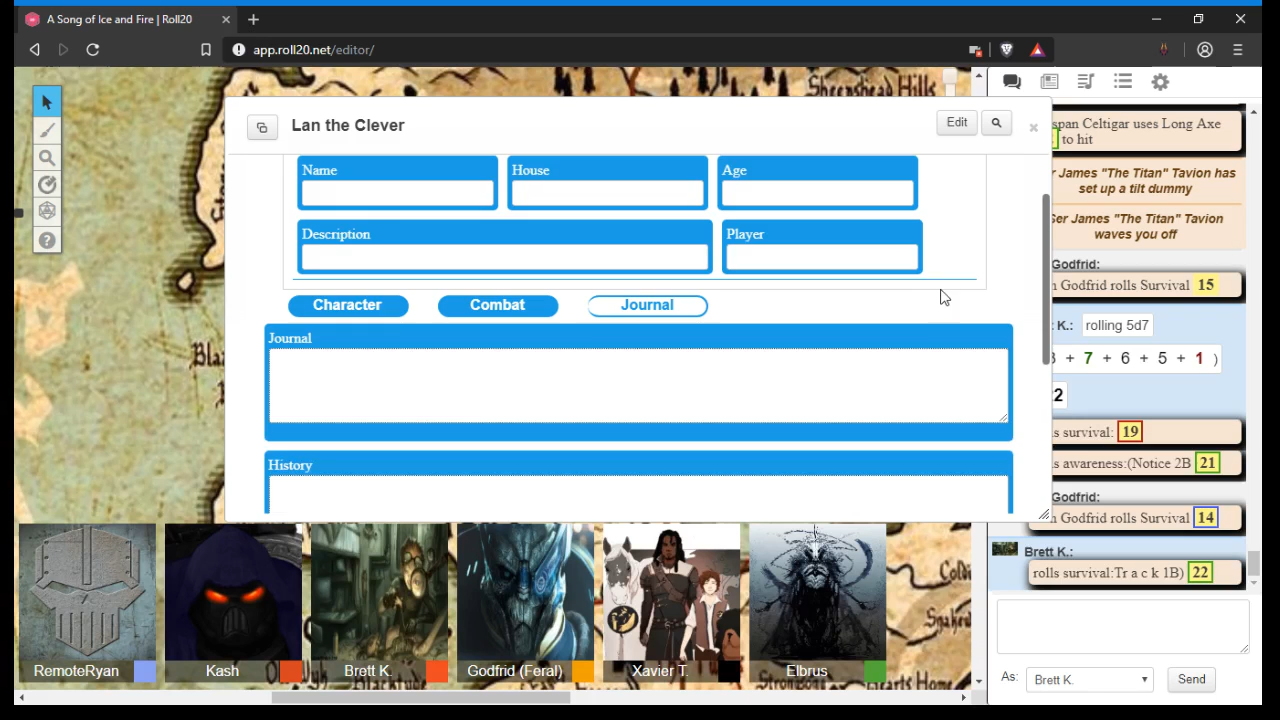 A Song of Ice and Fire | Roll20
app.roll20.net/editor/
Sheepshead Hills
Lan the Clever
Edit
Name
House
Age
Description
Player
Character
Combat
Journal
Journal
History
span Celtigar uses Long Axe
to hit
r James "The Titan" Tavion has
set up a tilt dummy
Ser James "The Titan" Tavion
waves you off
Godfrid:
n Godfrid rolls Survival 15
K.: rolling 5d7
+ 7 + 6 + 5 + 1 )
2
s survival: 19
s awareness:(Notice 2B 21
Godfrid:
n Godfrid rolls Survival 14
Brett K.:
rolls survival:Tr a c k 1B) 22
RemoteRyan
Kash
Brett K.
Godfrid (Feral)
Xavier T.
Elbrus
Hearts Home
As: Brett K.
Send